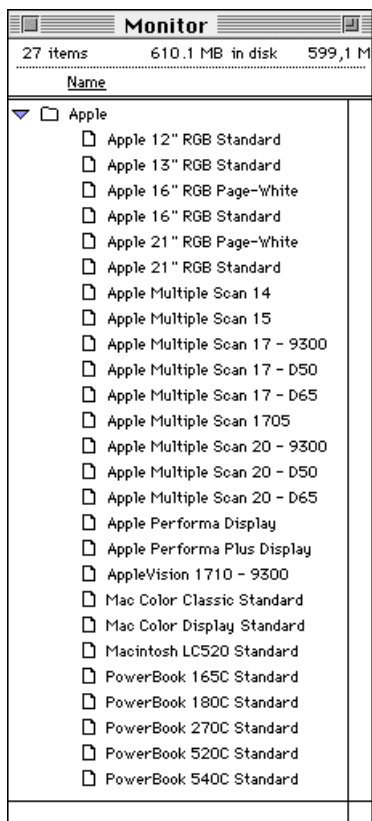 Monitor
27 items 610.1 MB in disk 599,1 M
Name
Apple
Apple 12" RGB Standard
Apple 13" RGB Standard
Apple 16" RGB Page-White
Apple 16" RGB Standard
Apple 21" RGB Page-White
Apple 21" RGB Standard
Apple Multiple Scan 14
Apple Multiple Scan 15
Apple Multiple Scan 17 - 9300
Apple Multiple Scan 17 - D50
Apple Multiple Scan 17 - D65
Apple Multiple Scan 1705
Apple Multiple Scan 20 - 9300
Apple Multiple Scan 20 - D50
Apple Multiple Scan 20 - D65
Apple Performa Display
Apple Performa Plus Display
AppleVision 1710 - 9300
Mac Color Classic Standard
Mac Color Display Standard
Macintosh LC520 Standard
PowerBook 165C Standard
PowerBook 180C Standard
PowerBook 270C Standard
PowerBook 520C Standard
PowerBook 540C Standard